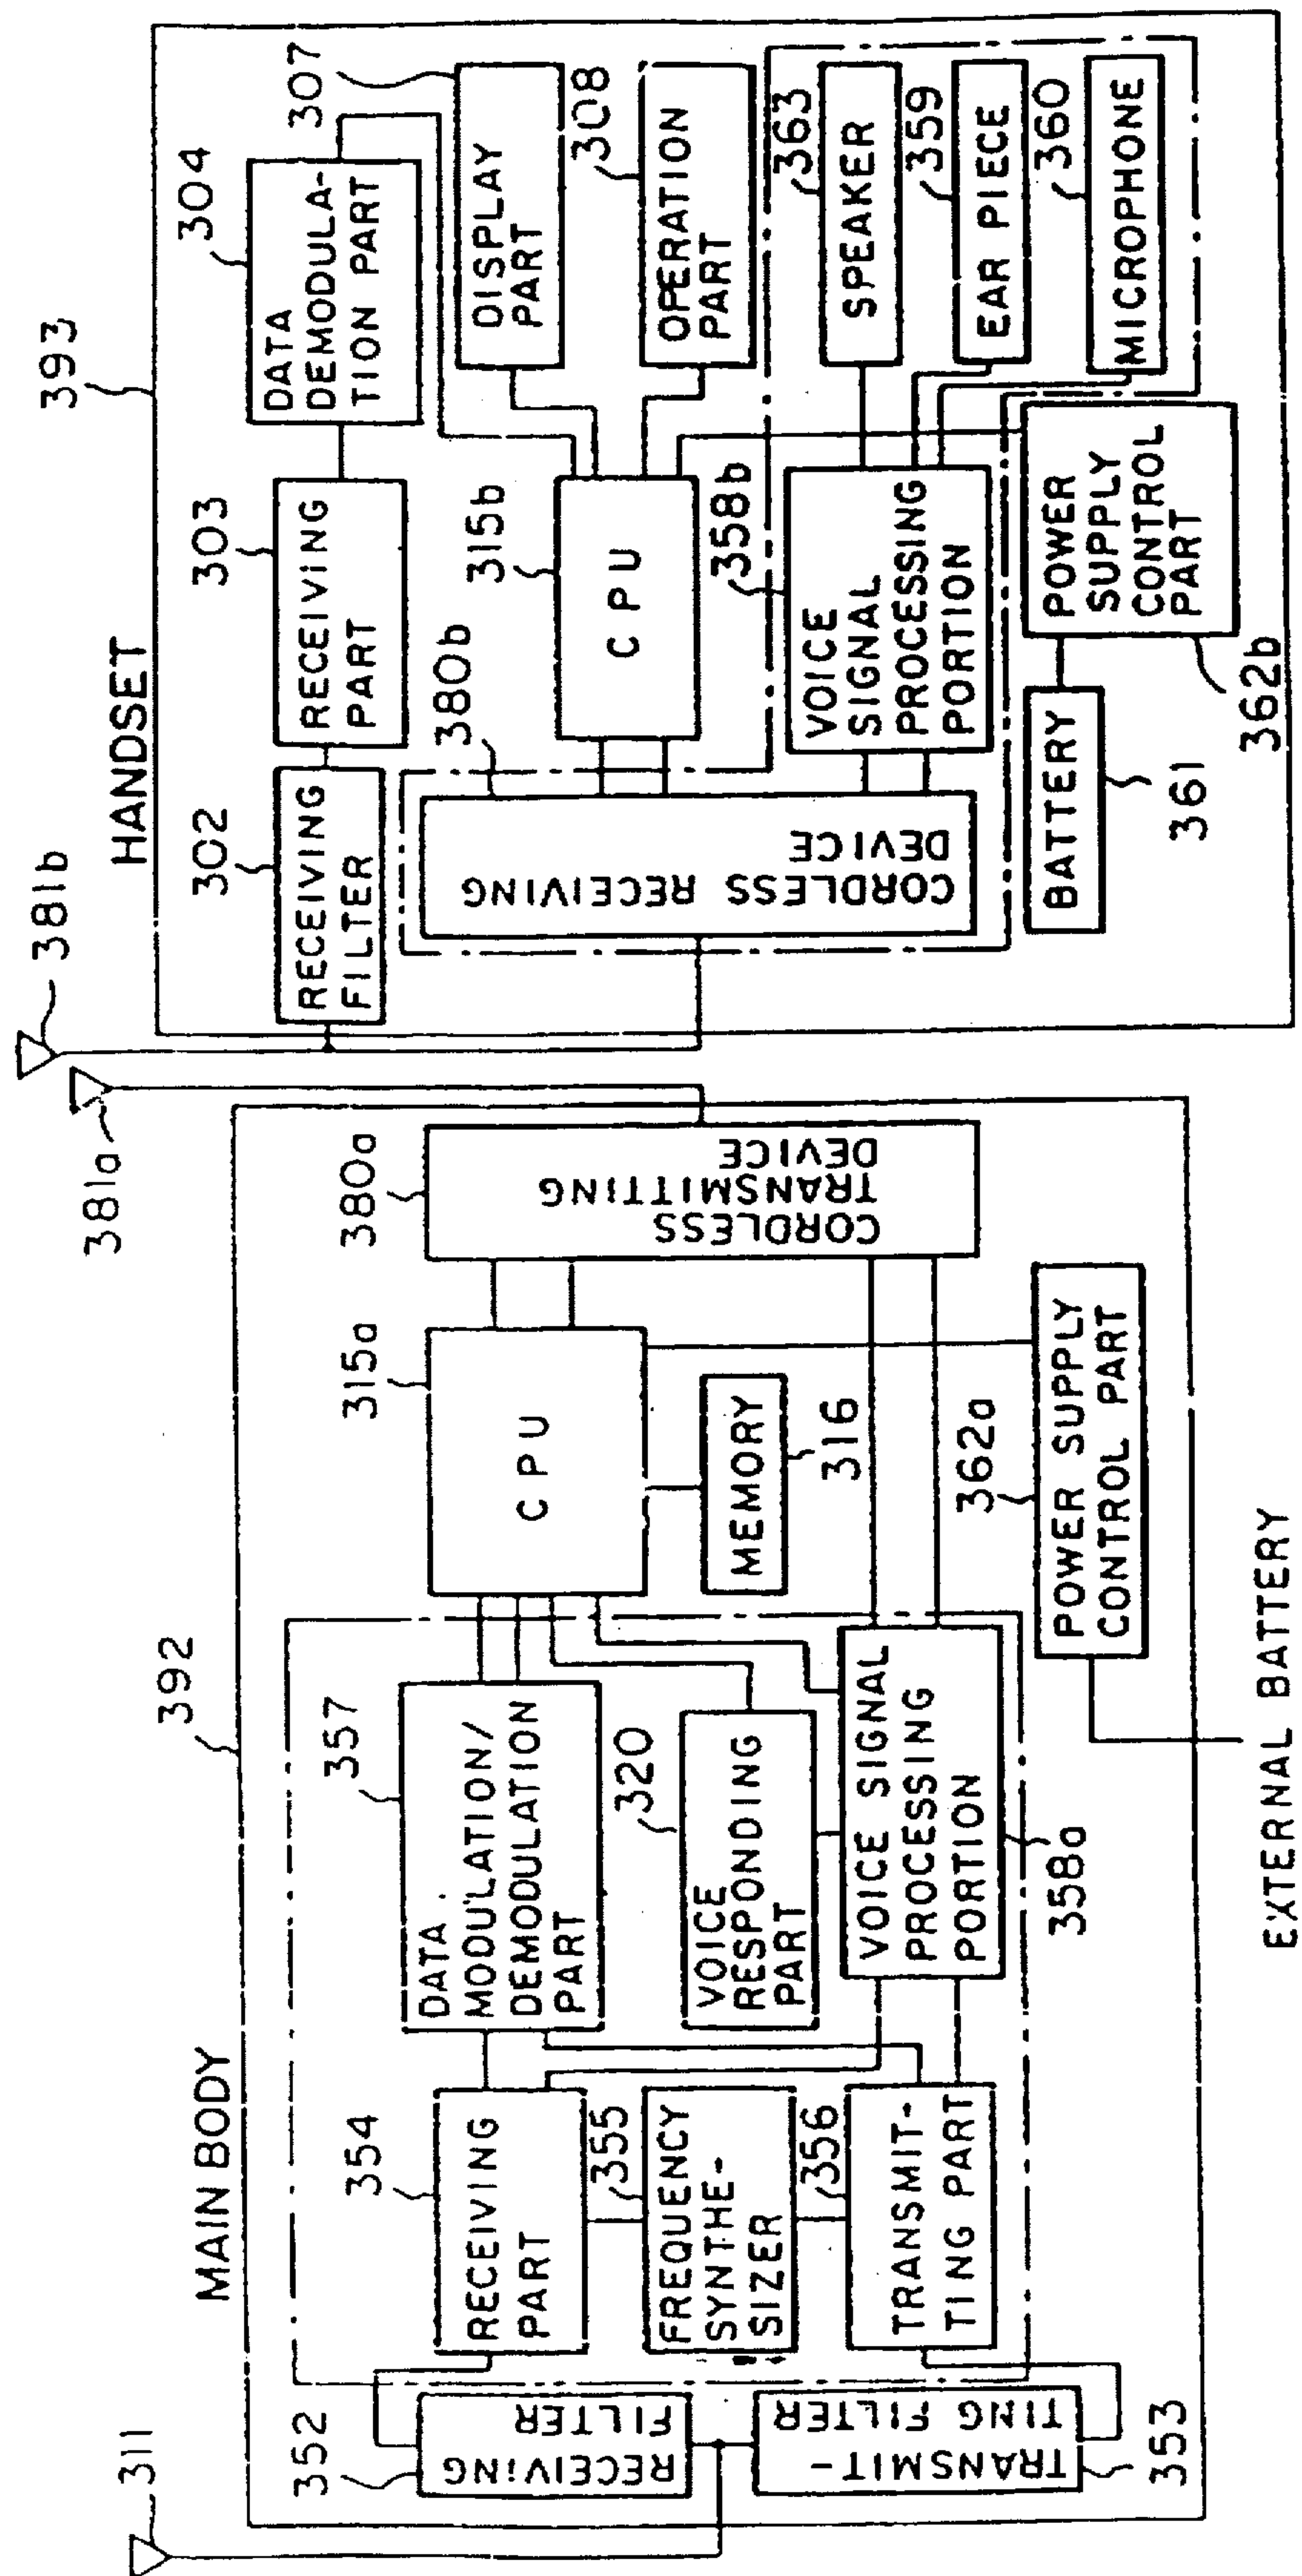 MAIN BODY
392
311
352
RECEIVING
FILTER
TRANSMIT-
TING FILTER
353
354
RECEIVING
PART
355
FREQUENCY
SYNTHE-
SIZER
356
TRANSMIT-
TING PART
357
DATA
MODULATION/
DEMODULATION
PART
320
VOICE
RESPONDING
PART
VOICE SIGNAL
PROCESSING
PORTION
358a
315a
CPU
MEMORY
316
362a
POWER SUPPLY
CONTROL PART
EXTERNAL BATTERY
380a
CORDLESS
TRANSMITTING
DEVICE
381a
381b
HANDSET
393
302
RECEIVING
FILTER
303
RECEIVING
PART
304
DATA
DEMODULA-
TION PART
307
DISPLAY
PART
308
OPERATION
PART
380b
CORDLESS RECEIVING
DEVICE
315b
CPU
358b
VOICE
SIGNAL
PROCESSING
PORTION
363
SPEAKER
359
EAR PIECE
360
MICROPHONE
BATTERY
361
POWER
SUPPLY
CONTROL
PART
362b